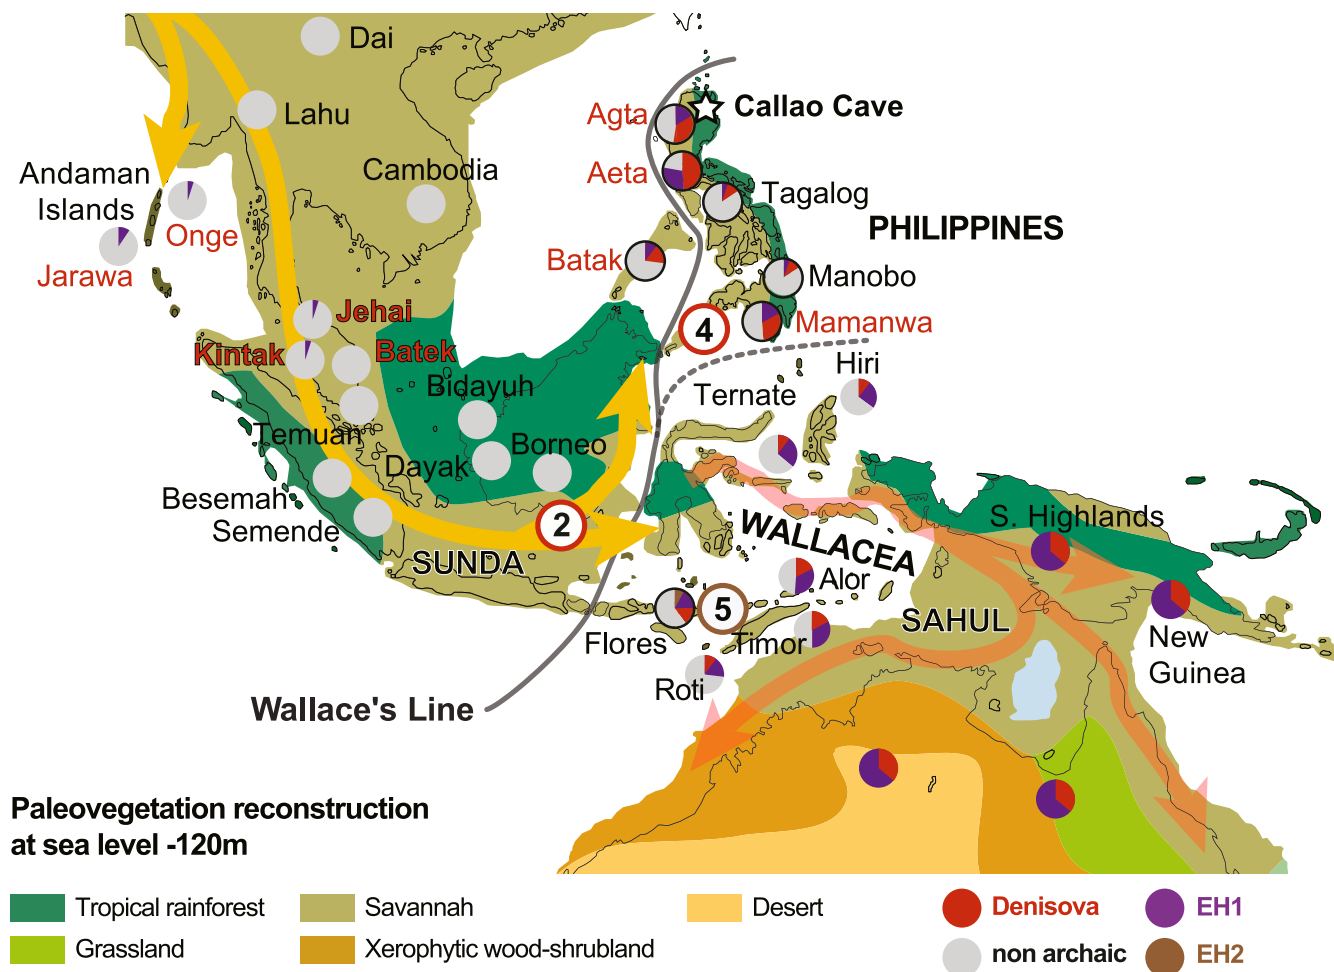 Dai
Lahu
Agta
Callao Cave
Andaman
Islands
Cambodia
Aeta
Tagalog
Onge
PHILIPPINES
Jarawa
Batak
Manobo
Jehai
4
Mamanwa
Kintak
Batek
Hiri
Bidayuh
Ternate
Temuan
Borneo
Dayak
Besemah
Semende
2
S. Highlands
WALLACEA
SUNDA
Alor
5
SAHUL
Flores
Timor
New
Guinea
Roti
Wallace's Line
Paleovegetation reconstruction
at sea level -120m
Tropical rainforest
Savannah
Desert
Denisova
EH1
Grassland
Xerophytic wood-shrubland
non archaic
EH2